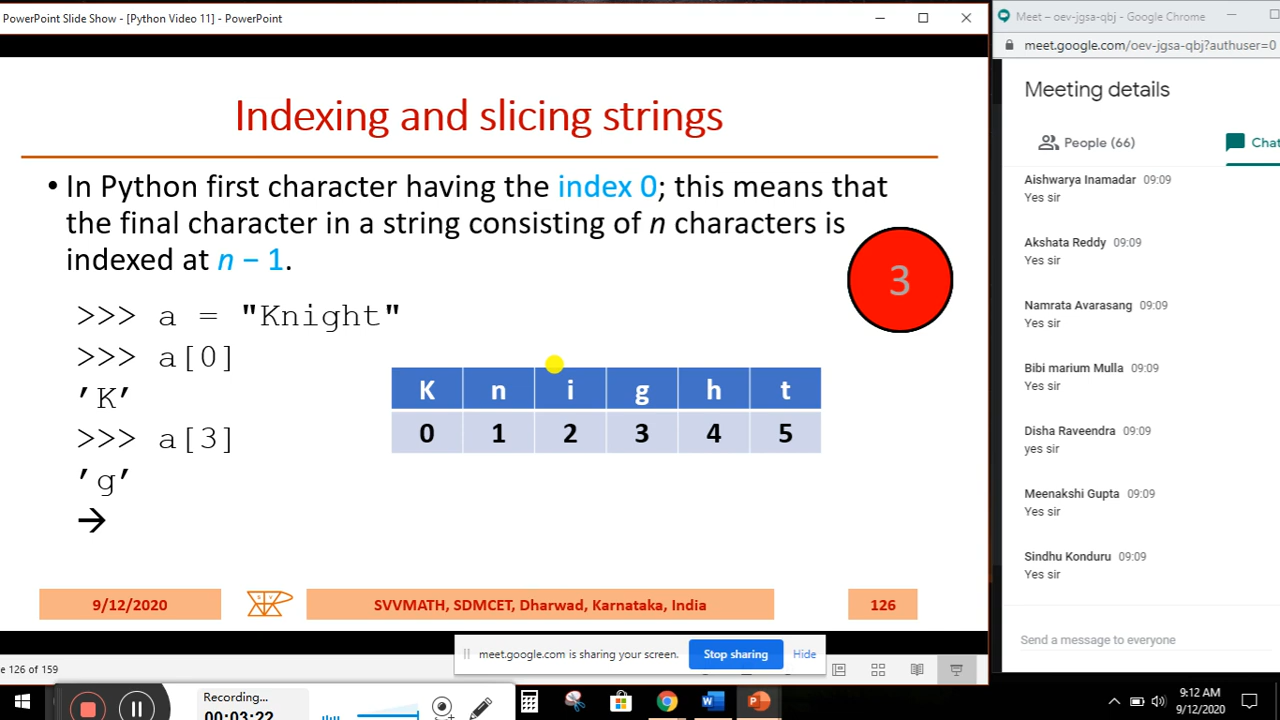 PowerPoint Slide Show - [Python Video 11] - PowerPoint
Meet – oev-jgsa-qbj - Google Chrome
meet.google.com/oev-jgsa-qbj?authuser=0
Indexing and slicing strings
• In Python first character having the index 0; this means that
the final character in a string consisting of n characters is
indexed at n − 1.
3
>>> a = "Knight"
>>> a[0]
'K'
>>> a[3]
'g'
→
K n i g h t
0 1 2 3 4 5
9/12/2020
S V
SVVMATH, SDMCET, Dharwad, Karnataka, India
126
Meeting details
People (66)
Chat
Aishwarya Inamadar 09:09
Yes sir
Akshata Reddy 09:09
Yes sir
Namrata Avarasang 09:09
Yes sir
Bibi marium Mulla 09:09
Yes sir
Disha Raveendra 09:09
yes sir
Meenakshi Gupta 09:09
Yes sir
Sindhu Konduru 09:09
Yes sir
Send a message to everyone
meet.google.com is sharing your screen.
Stop sharing
Hide
e 126 of 159
Recording...
00:03:22
9:12 AM
9/12/2020